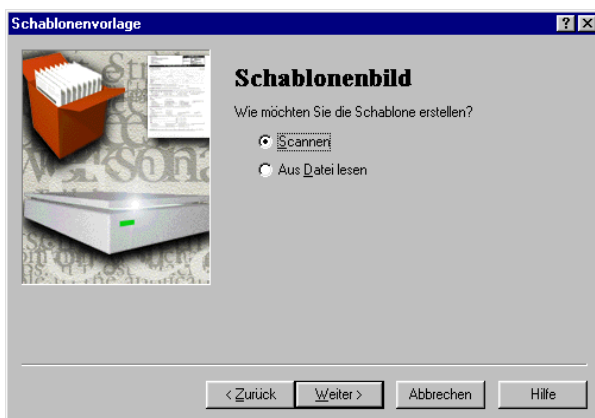 Schablonenvorlage
Schablonenbild
Wie möchten Sie die Schablone erstellen?
Scannen
Aus Datei lesen
< Zurück
Weiter >
Abbrechen
Hilfe